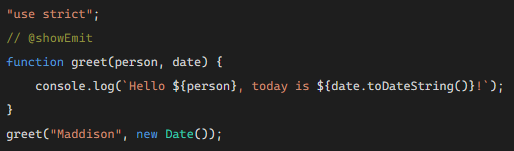 "use strict";
// @showEmit
function greet(person, date) {
    console.log(`Hello ${person}, today is ${date.toDateString()}!`);
}
greet("Maddison", new Date());